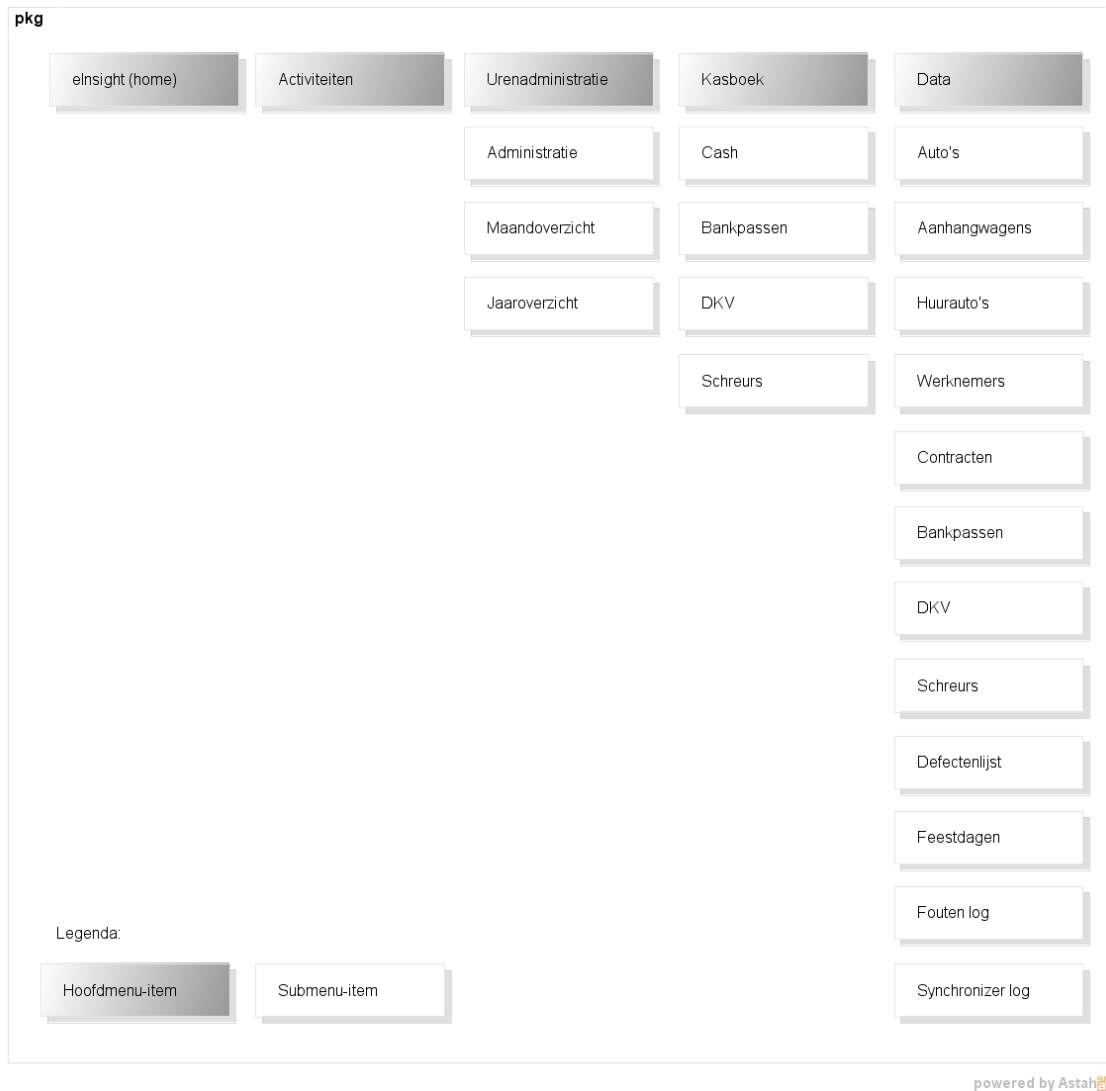 pkg
eInsight (home)
Activiteiten
Urenadministratie
Kasboek
Data
Administratie
Cash
Auto's
Maandoverzicht
Bankpassen
Aanhangwagens
Jaaroverzicht
DKV
Huurauto's
Schreurs
Werknemers
Contracten
Bankpassen
DKV
Schreurs
Defectenlijst
Feestdagen
Fouten log
Legenda:
Hoofdmenu-item
Submenu-item
Synchronizer log
powered by Astah